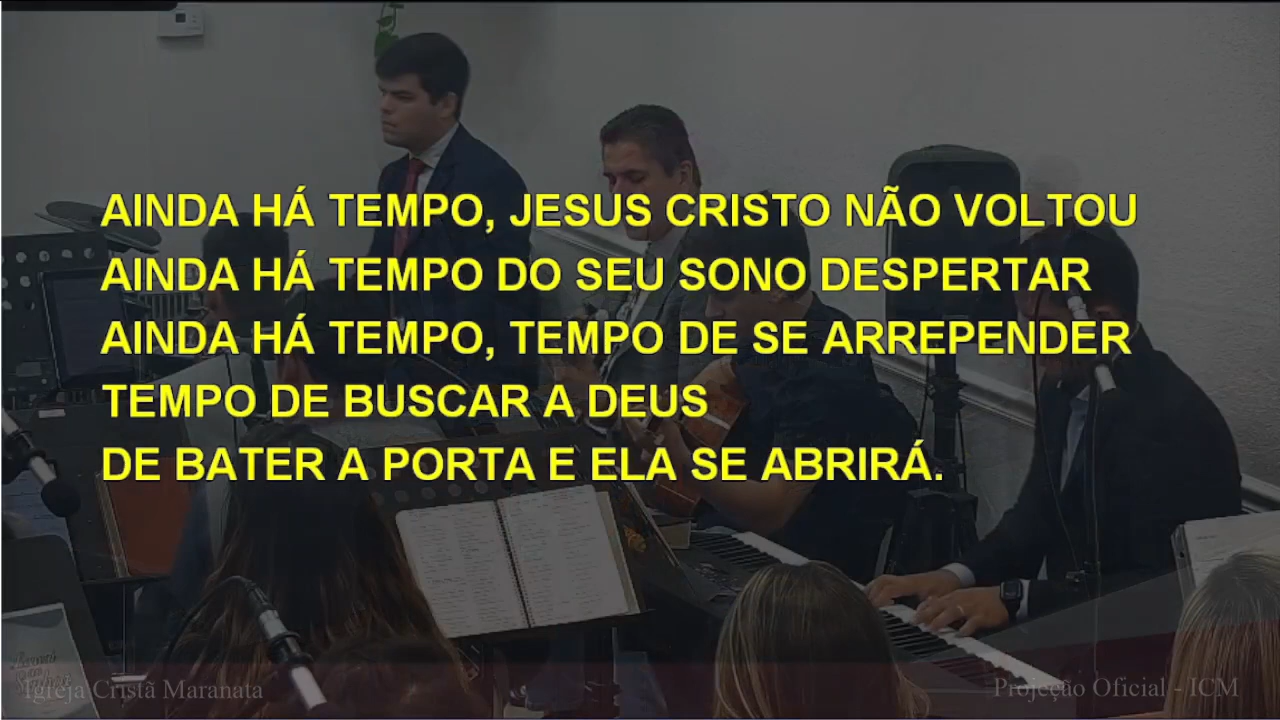 AINDA HÁ TEMPO, JESUS CRISTO NÃO VOLTOU
AINDA HÁ TEMPO DO SEU SONO DESPERTAR
AINDA HÁ TEMPO, TEMPO DE SE ARREPENDER
TEMPO DE BUSCAR A DEUS
DE BATER A PORTA E ELA SE ABRIRÁ.
Igreja Cristã Maranata
Projeção Oficial - ICM